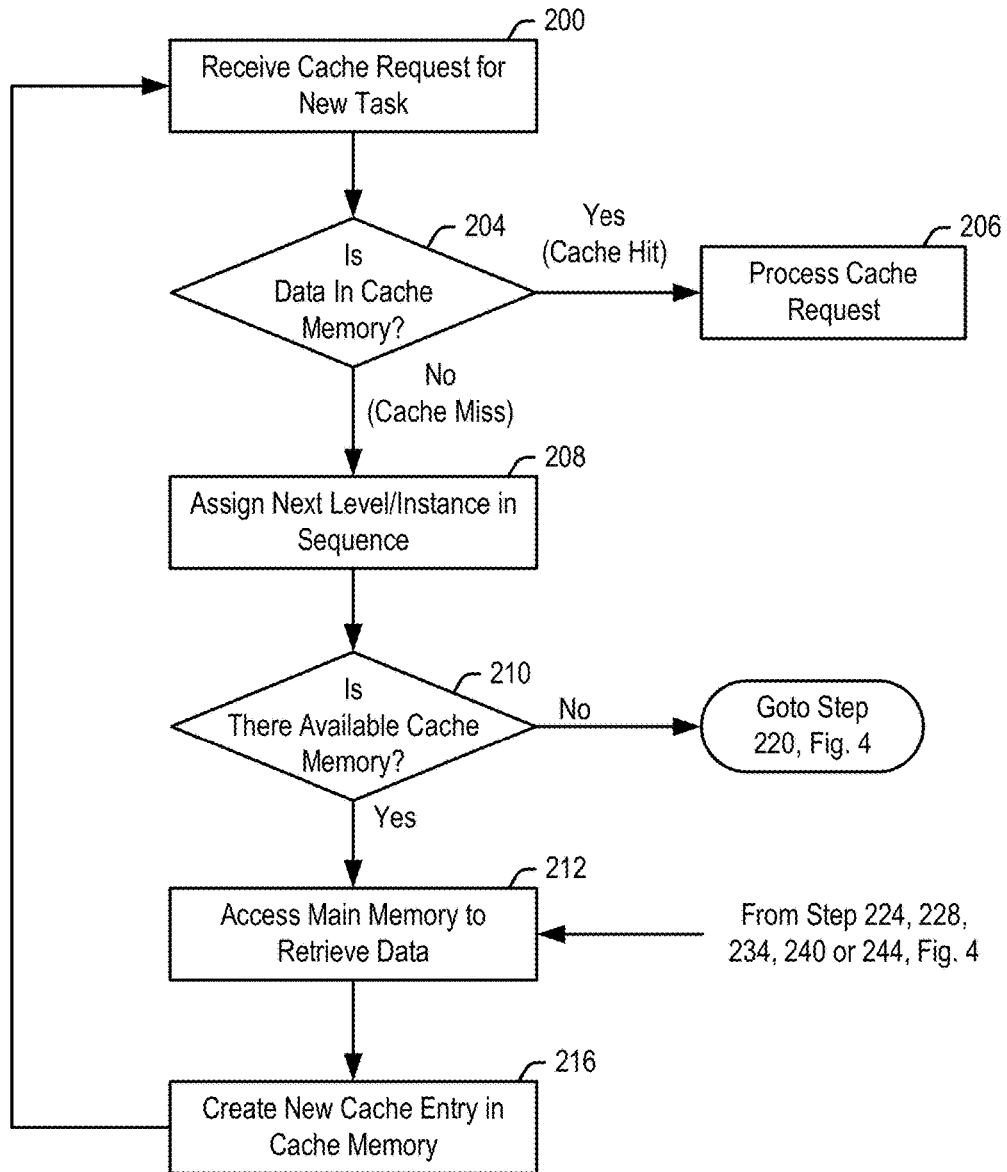 200
Receive Cache Request for
New Task
204
Is
Data In Cache
Memory?
Yes
(Cache Hit)
206
Process Cache
Request
No
(Cache Miss)
208
Assign Next Level/Instance in
Sequence
210
Is
There Available Cache
Memory?
No
Goto Step
220, Fig. 4
Yes
212
Access Main Memory to
Retrieve Data
From Step 224, 228,
234, 240 or 244, Fig. 4
216
Create New Cache Entry in
Cache Memory